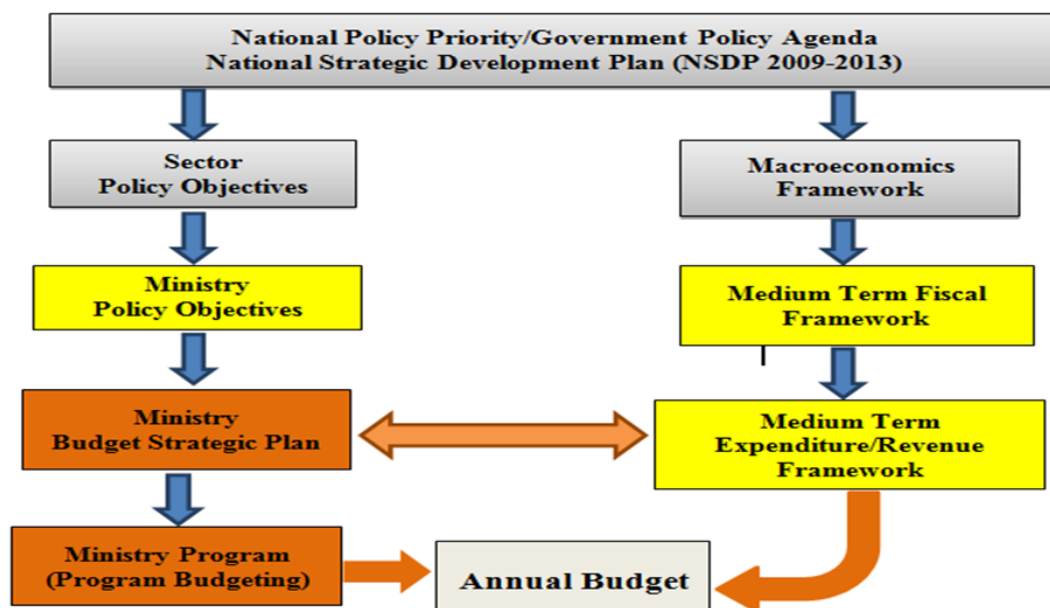 National Policy Priority/Government Policy Agenda
National Strategic Development Plan (NSDP 2009-2013)
Sector
Policy Objectives
Macroeconomics
Framework
Ministry
Policy Objectives
Medium Term Fiscal
Framework
Ministry
Budget Strategic Plan
Medium Term
Expenditure/Revenue
Framework
Ministry Program
(Program Budgeting)
Annual Budget